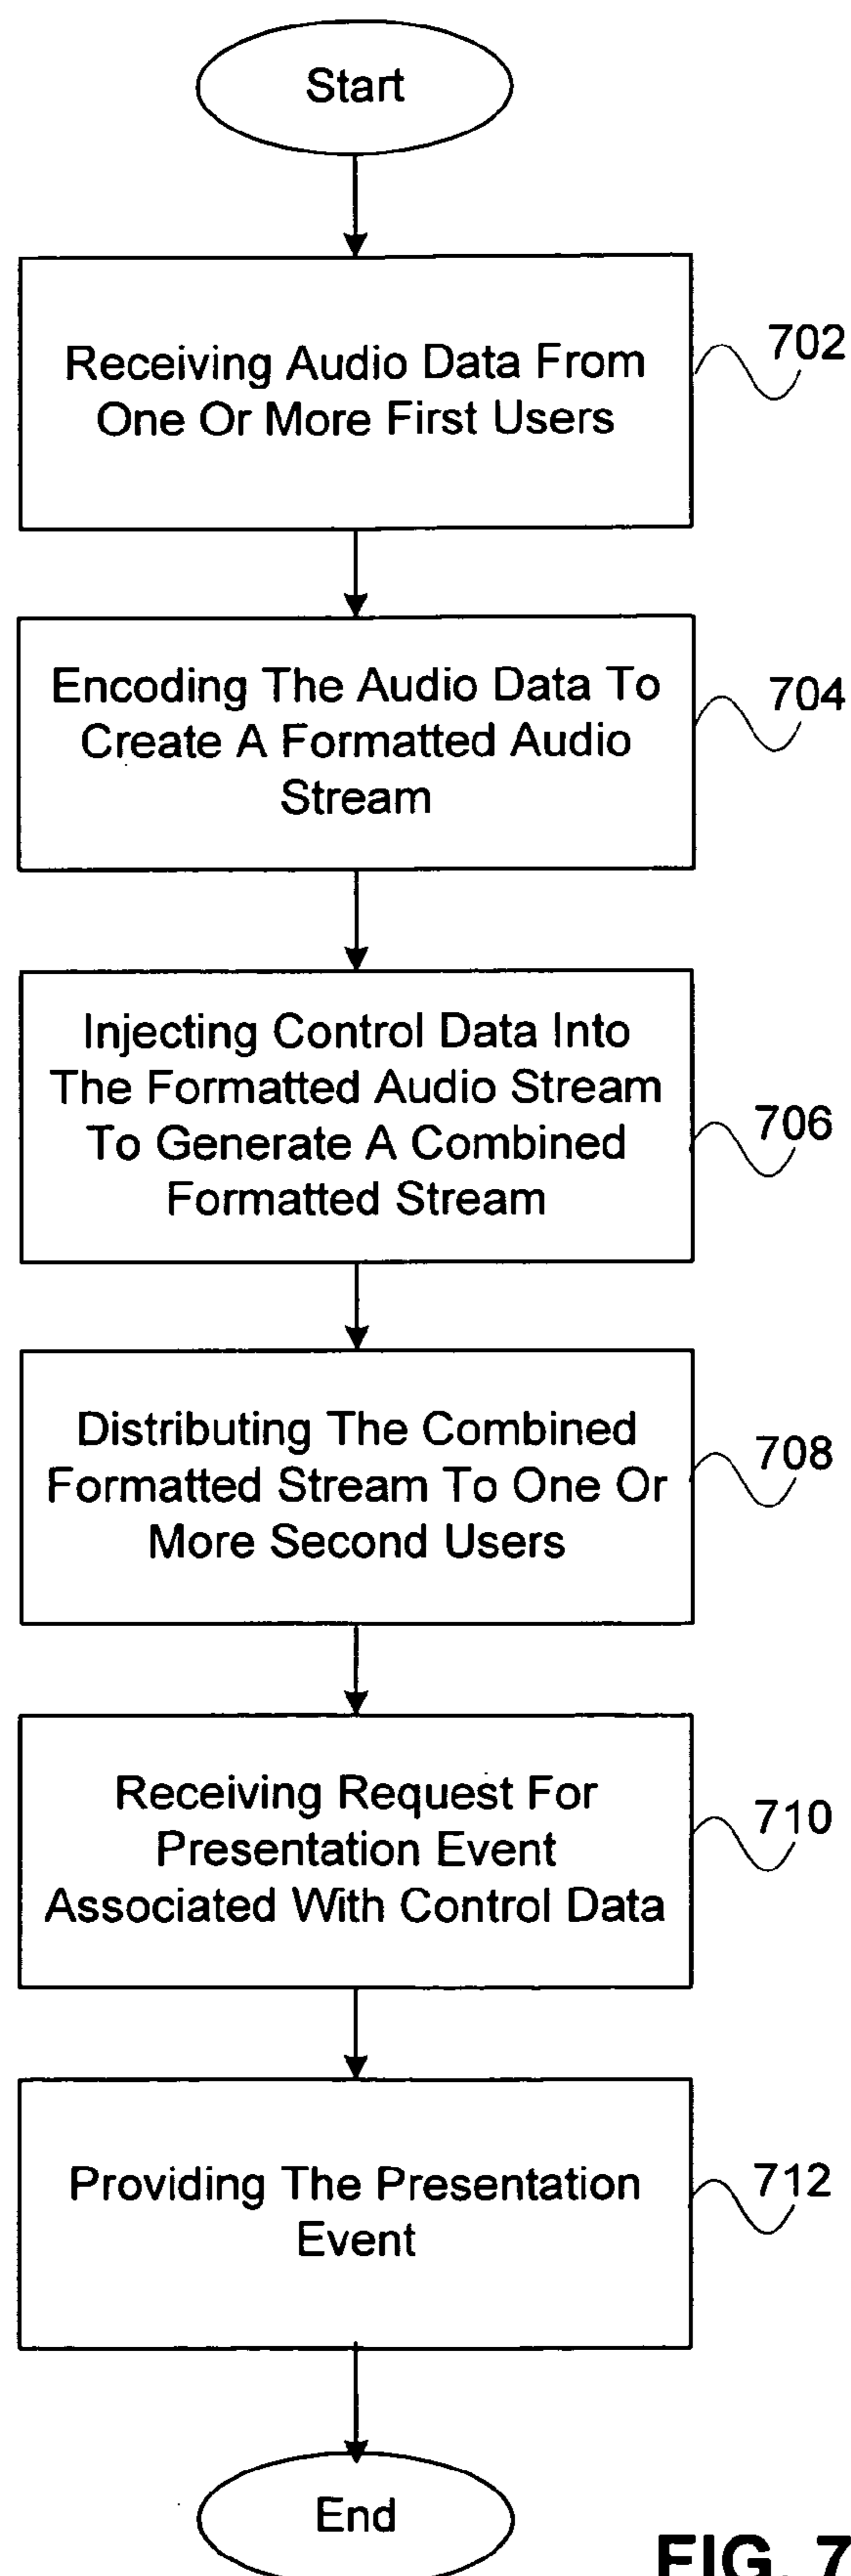 Start
Receiving Audio Data From
One Or More First Users
702
Encoding The Audio Data To
Create A Formatted Audio
Stream
704
Injecting Control Data Into
The Formatted Audio Stream
To Generate A Combined
Formatted Stream
706
Distributing The Combined
Formatted Stream To One Or
More Second Users
708
Receiving Request For
Presentation Event
Associated With Control Data
710
Providing The Presentation
Event
712
End
FIG. 7